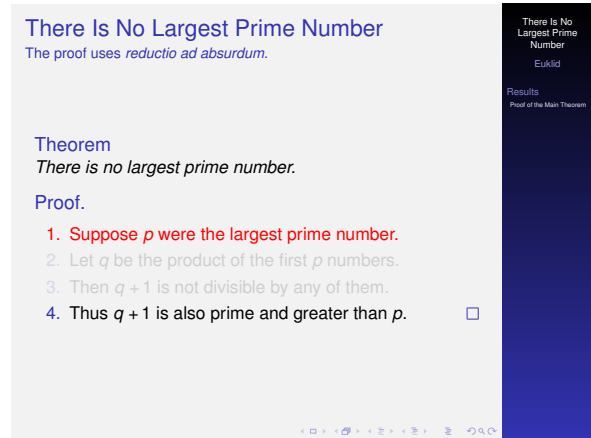 There Is No Largest Prime Number
The proof uses reductio ad absurdum.
Theorem
There is no largest prime number.
Proof.
1. Suppose p were the largest prime number.
2. Let q be the product of the first p numbers.
3. Then q + 1 is not divisible by any of them.
4. Thus q + 1 is also prime and greater than p.
There Is No
Largest Prime
Number
Euklid
Results
Proof of the Main Theorem